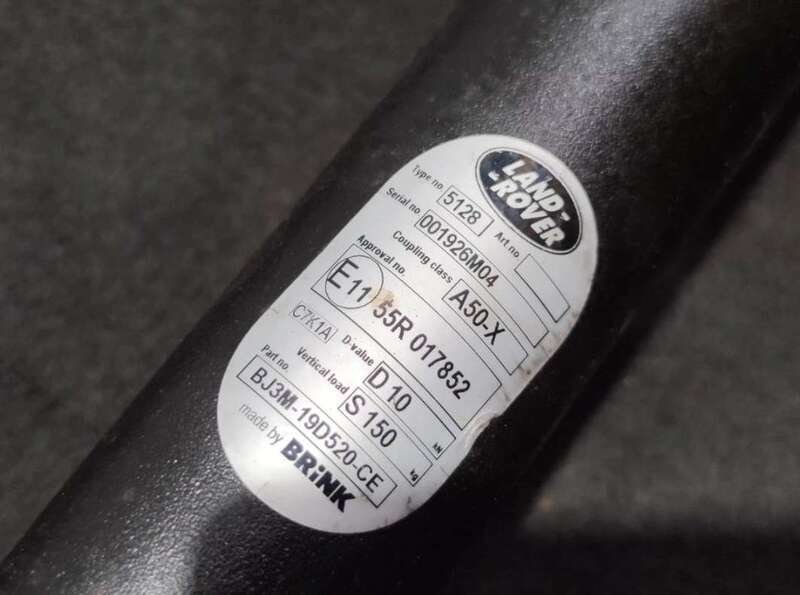 LAND-
-ROVER
Type no. 5128 Art.no
Serial no. 001926M04
Coupling class A50-X
Approval no.
E11 55R 017852
C7K1A D-value D 10 kN
Vertical load S 150 kg
Part no. BJ3M-19D520-CE
made by BRiNK